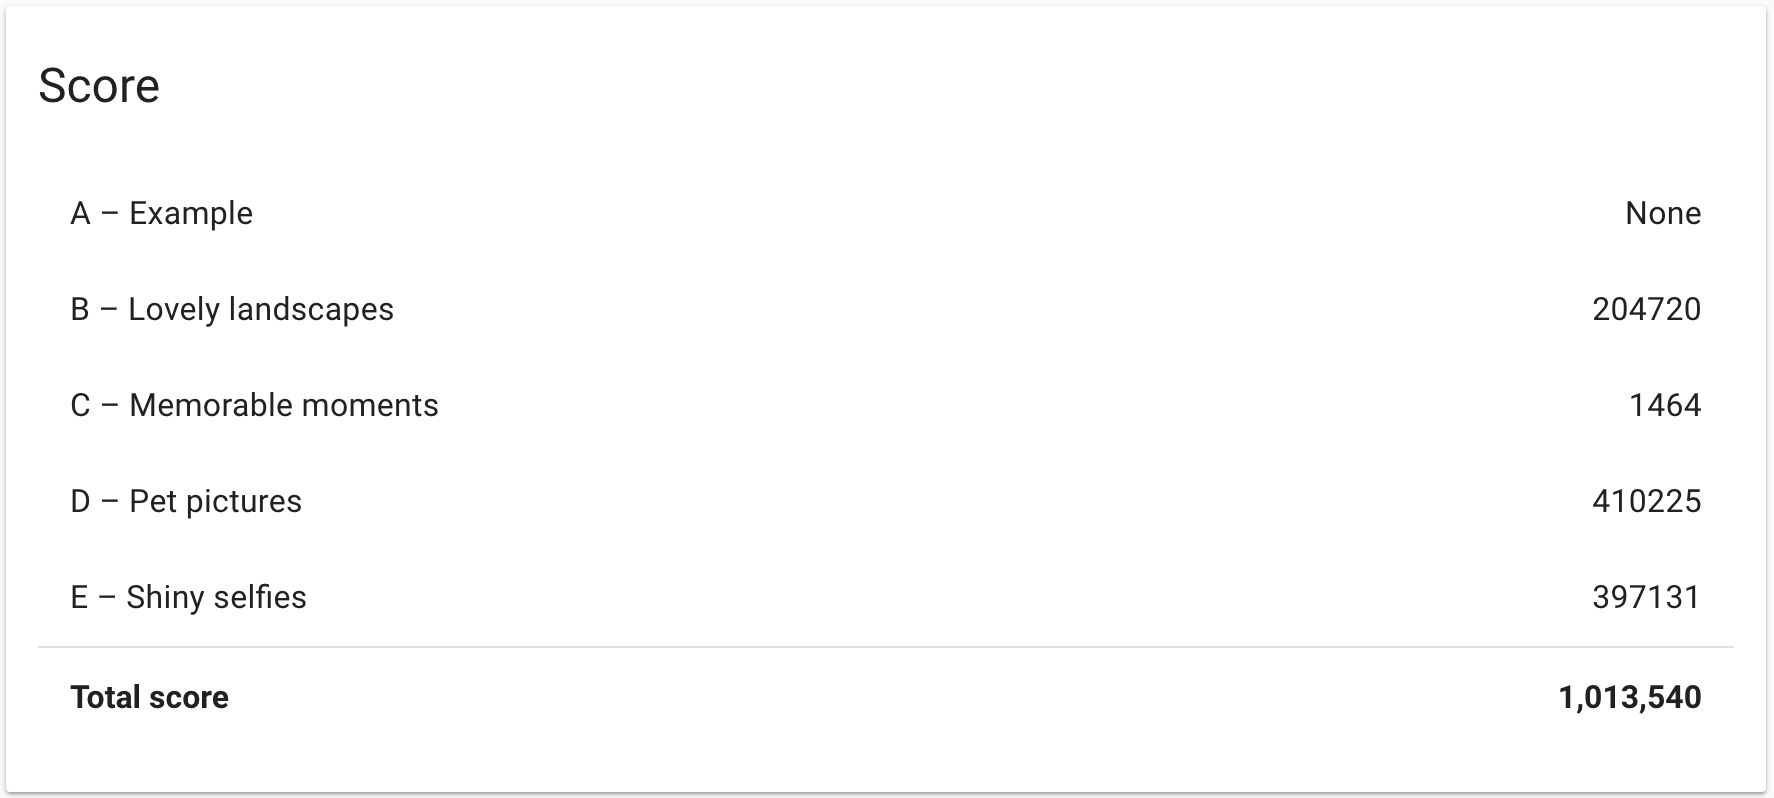 Score
A – Example None
B – Lovely landscapes 204720
C – Memorable moments 1464
D – Pet pictures 410225
E – Shiny selfies 397131
Total score 1,013,540